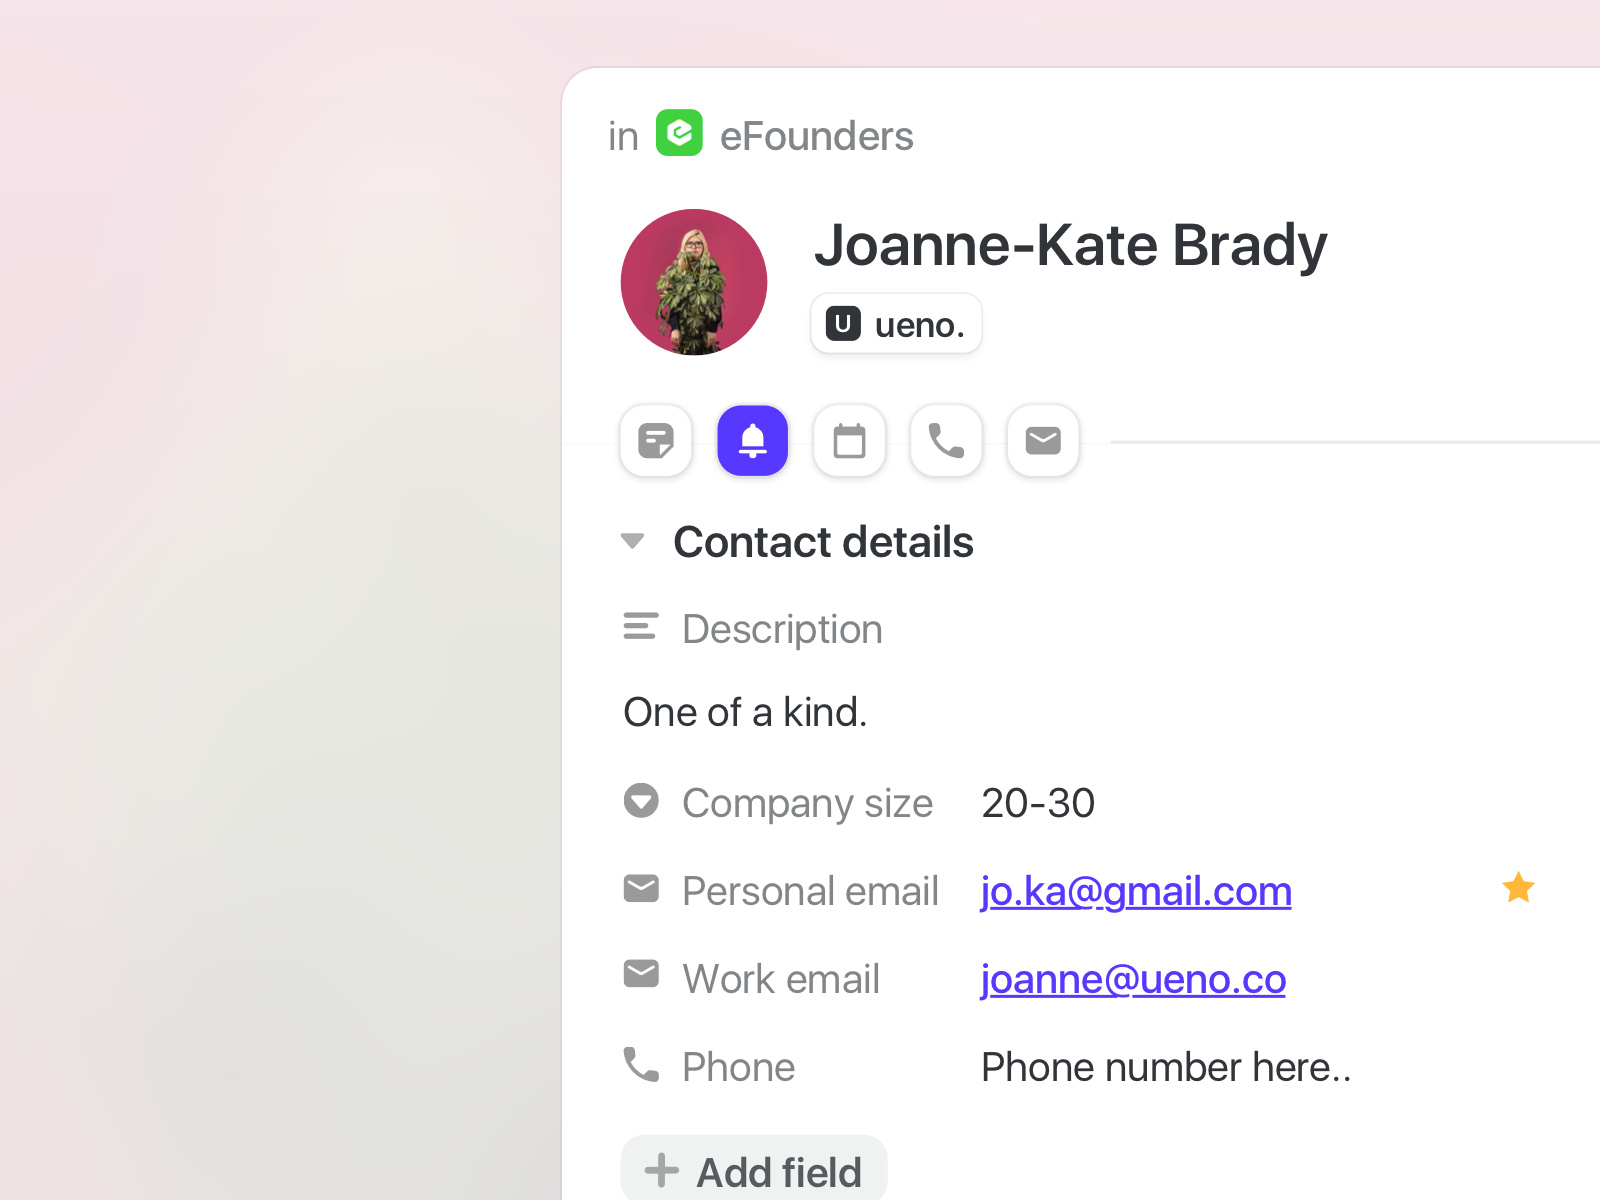 in eFounders
Joanne-Kate Brady
U ueno.
Contact details
Description
One of a kind.
Company size 20-30
Personal email jo.ka@gmail.com
Work email joanne@ueno.co
Phone Phone number here..
Add field